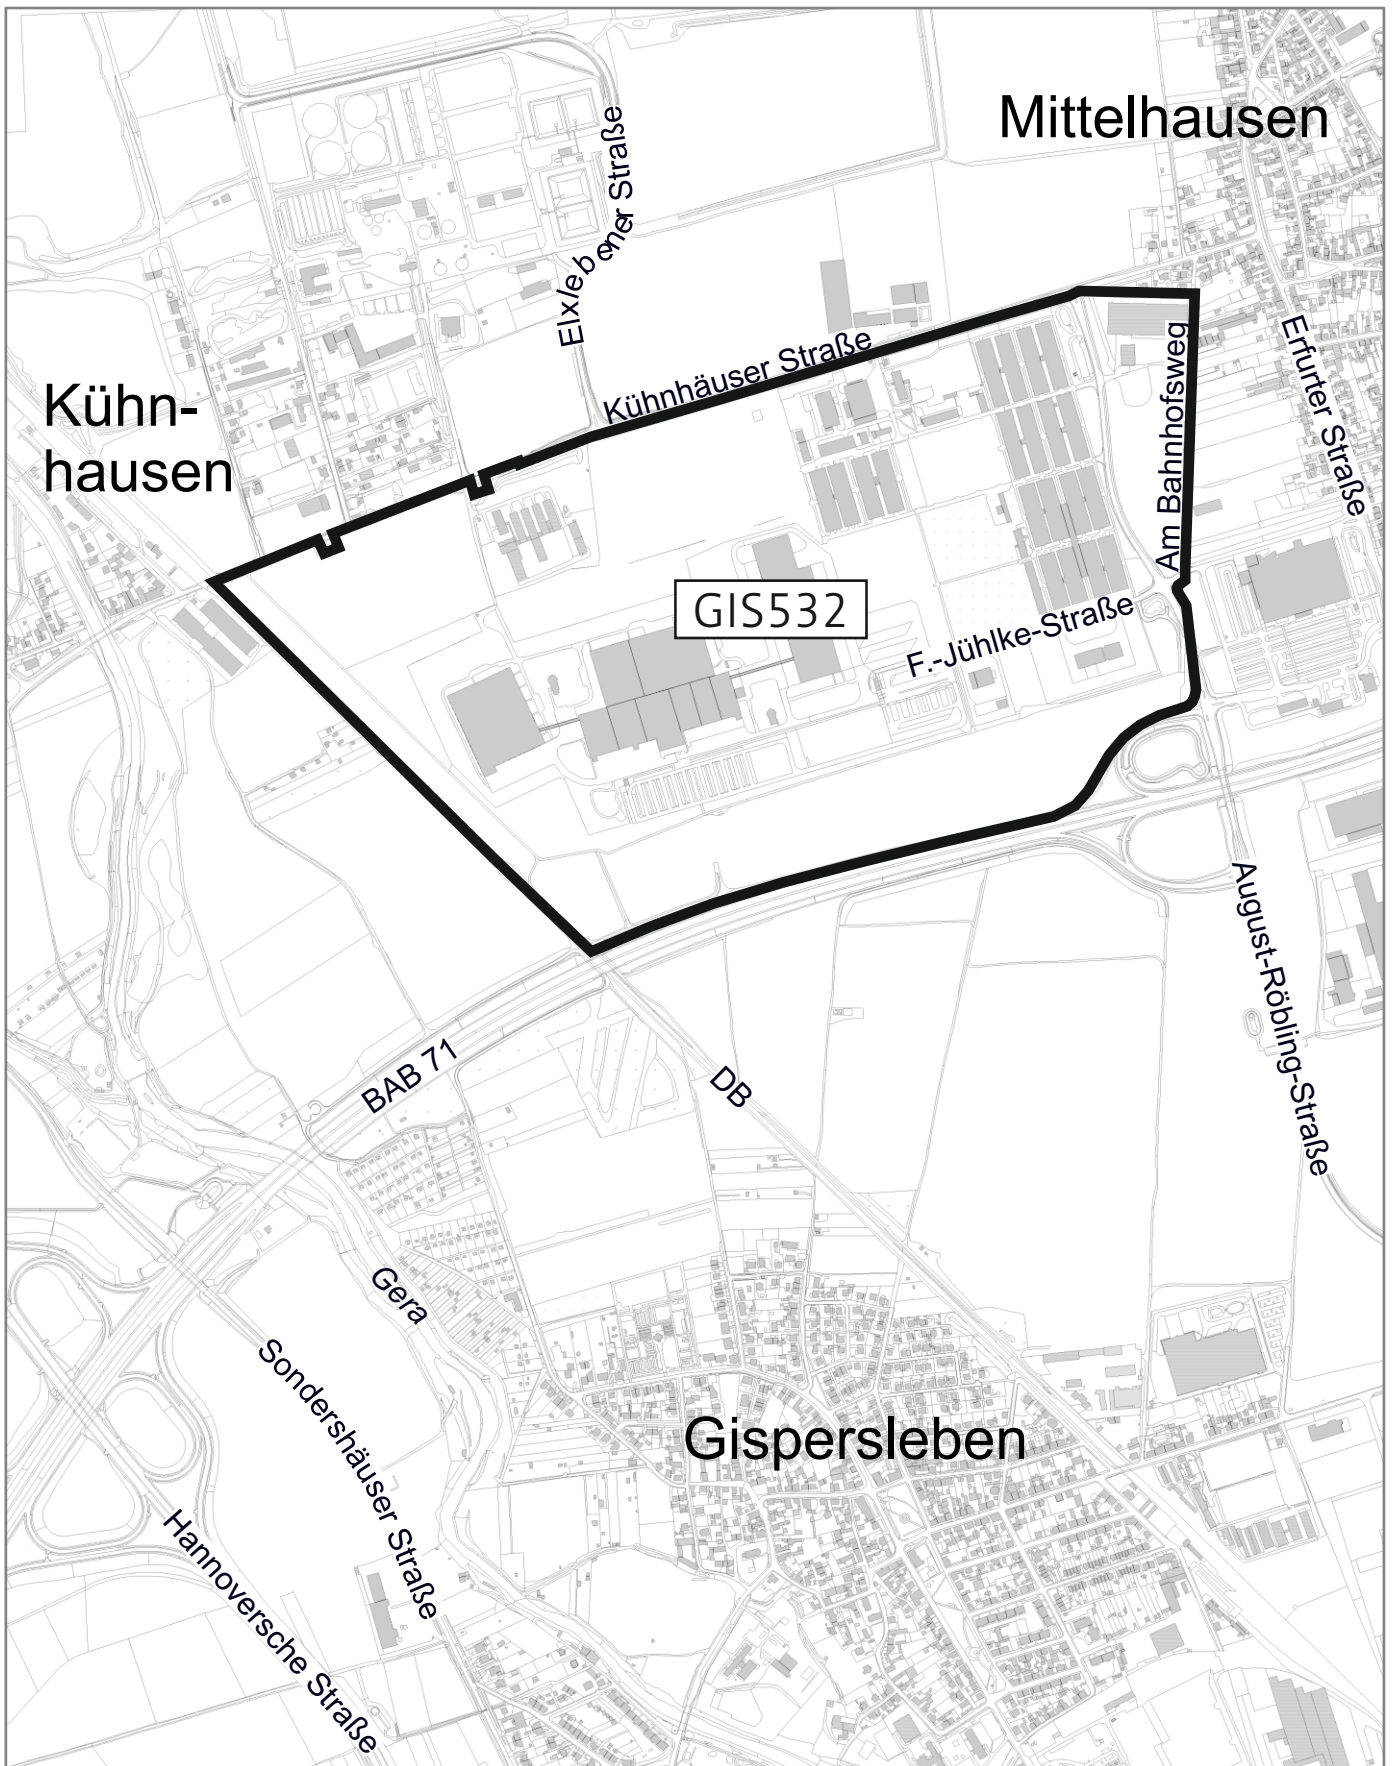 Mittelhausen
Elxlebener Straße
Kühnhäuser Straße
Am Bahnhofsweg
Erfurter Straße
Kühn-
hausen
GIS532
F.-Jühlke-Straße
August-Röbling-Straße
BAB 71
DB
Gera
Sondershäuser Straße
Gispersleben
Hannoversche Straße